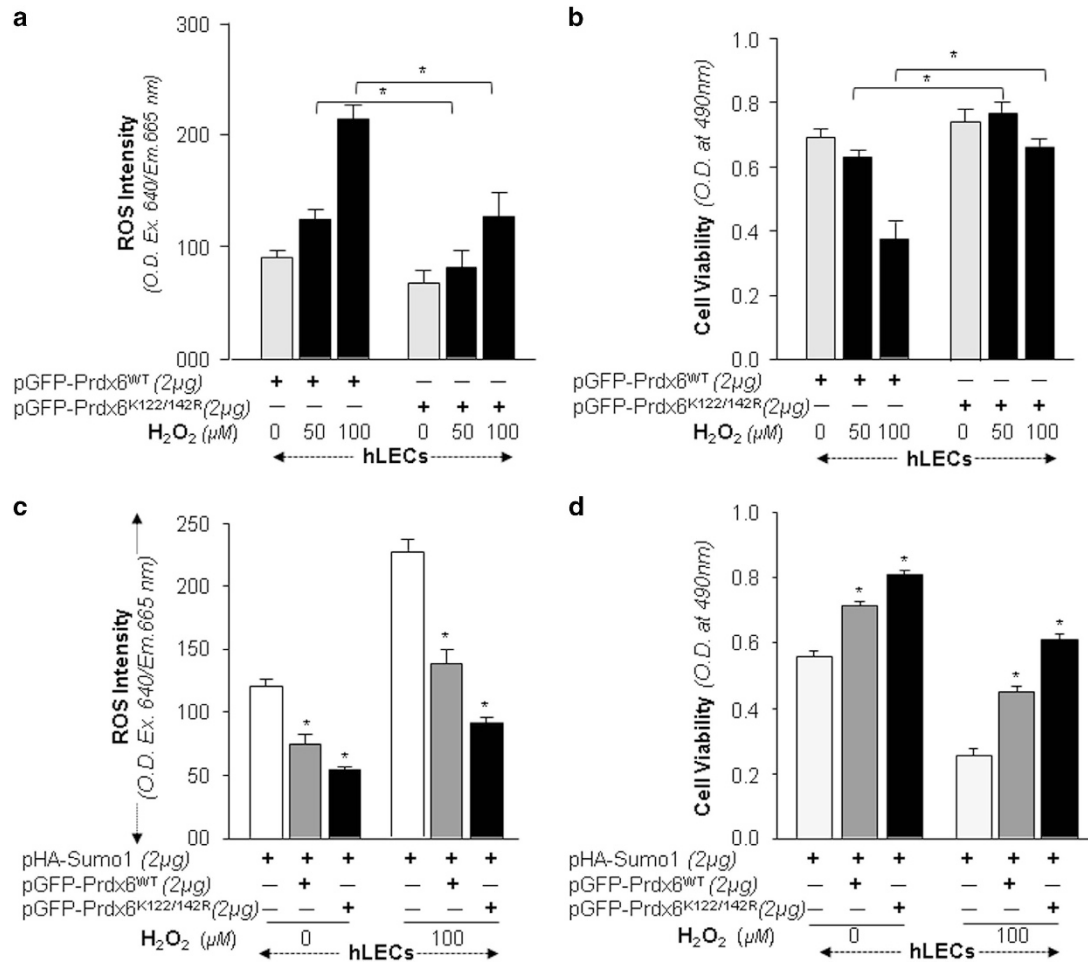 a
ROS Intensity
(O.D. Ex. 640/Em.665 nm)
300
200
100
000
*
*
pGFP-Prdx6WT (2µg) + + + — — —
pGFP-Prdx6K122/142R(2µg) — — — + + +
H2O2 (µM) 0 50 100 0 50 100
hLECs
b
Cell Viability (O.D. at 490nm)
1.0
0.8
0.6
0.4
0.2
0.0
*
*
pGFP-Prdx6WT (2µg) + + + — — —
pGFP-Prdx6K122/142R(2µg) — — — + + +
H2O2 (µM) 0 50 100 0 50 100
hLECs
c
ROS Intensity
(O.D. Ex. 640/Em.665 nm)
250
200
150
100
50
00
* * * *
pHA-Sumo1 (2µg) + + + + + +
pGFP-Prdx6WT (2µg) — + — — + —
pGFP-Prdx6K122/142R(2µg) — — + — — +
H2O2 (µM) 0 100
hLECs
d
Cell Viability (O.D. at 490nm)
1.0
0.8
0.6
0.4
0.2
0.0
* * * *
pHA-Sumo1 (2µg) + + + + + +
pGFP-Prdx6WT (2µg) — + — — + —
pGFP-Prdx6K122/142R(2µg) — — + — — +
H2O2 (µM) 0 100
hLECs